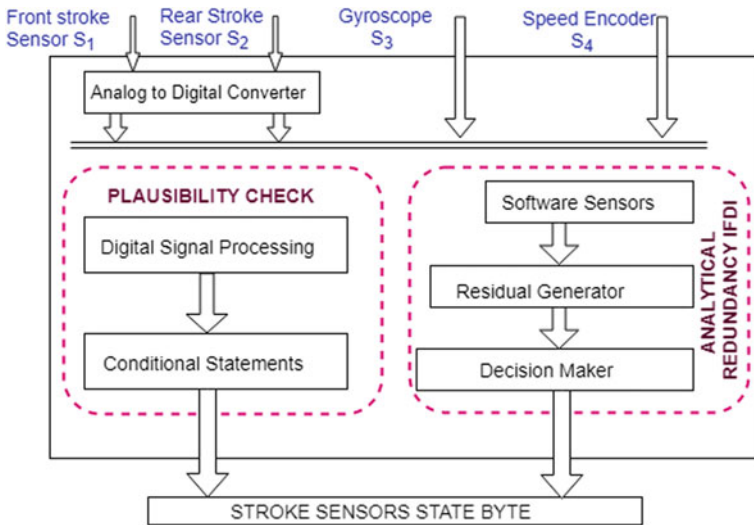 Front stroke
Sensor S1
Rear Stroke
Sensor S2
Gyroscope
S3
Speed Encoder
S4
Analog to Digital Converter
PLAUSIBILITY CHECK
Digital Signal Processing
Conditional Statements
Software Sensors
Residual Generator
Decision Maker
ANALYTICAL
REDUNDANCY IFDI
STROKE SENSORS STATE BYTE